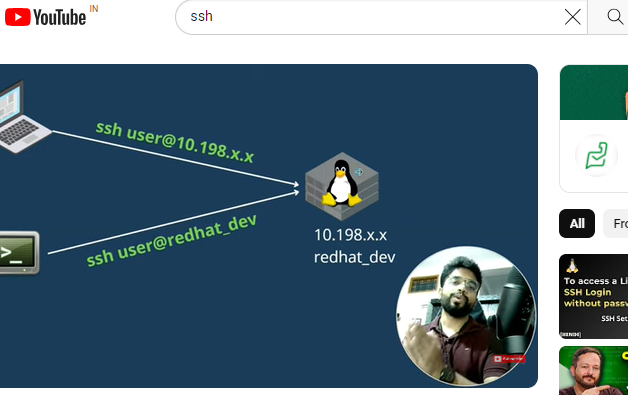 YouTube IN
ssh
ssh user@10.198.x.x
ssh user@redhat_dev
>_
10.198.x.x
redhat_dev
All
Fro
To access a Li
SSH Login
without passw
SSH Set